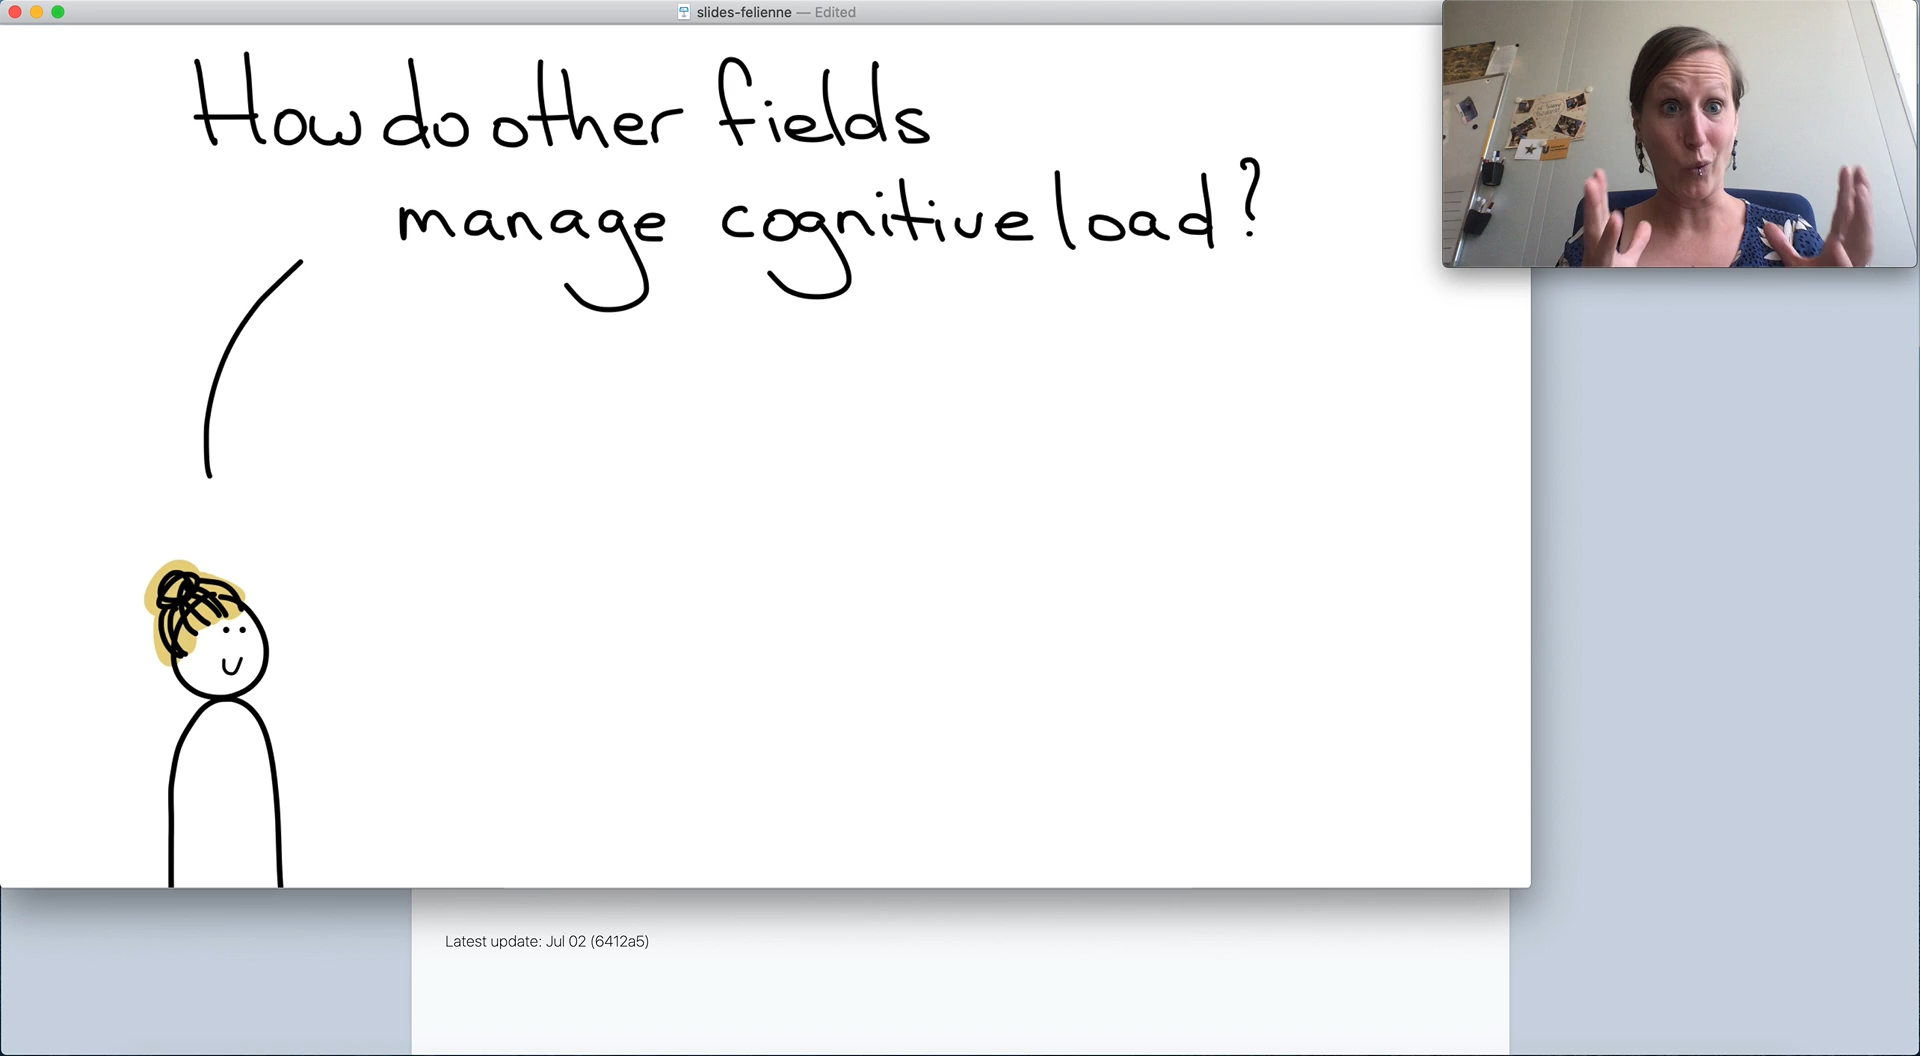 slides-felienne — Edited
How do other fields
manage cognitive load?
Latest update: Jul 02 (6412a5)